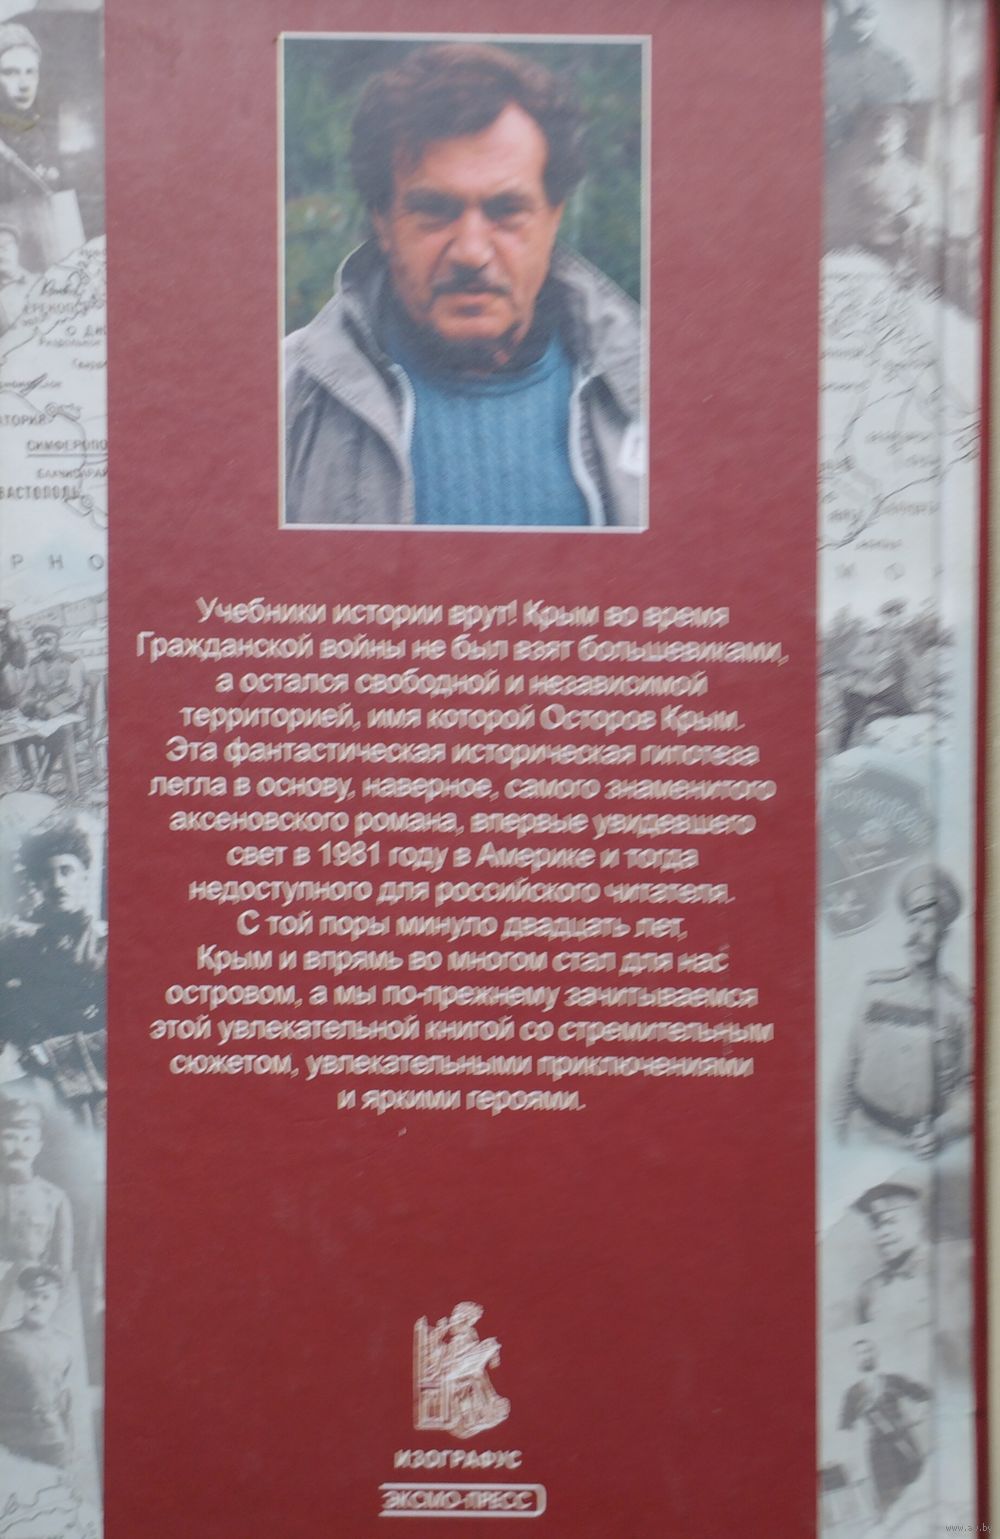 Учебники истории врут! Крым во время
Гражданской войны не был взят большевиками,
а остался свободной и независимой
территорией, имя которой Осторов Крым.
Эта фантастическая историческая гипотеза
легла в основу, наверное, самого знаменитого
аксеновского романа, впервые увидевшего
свет в 1981 году в Америке и тогда
недоступного для российского читателя.
С той поры минуло двадцать лет,
Крым и впрямь во многом стал для нас
островом, а мы по-прежнему зачитываемся
этой увлекательной книгой со стремительным
сюжетом, увлекательными приключениями
и яркими героями.
ИЗОГРАФУС
ЭКСМО-ПРЕСС
СИМФЕРОПО
ВАСТОПОЛЬ
РНО